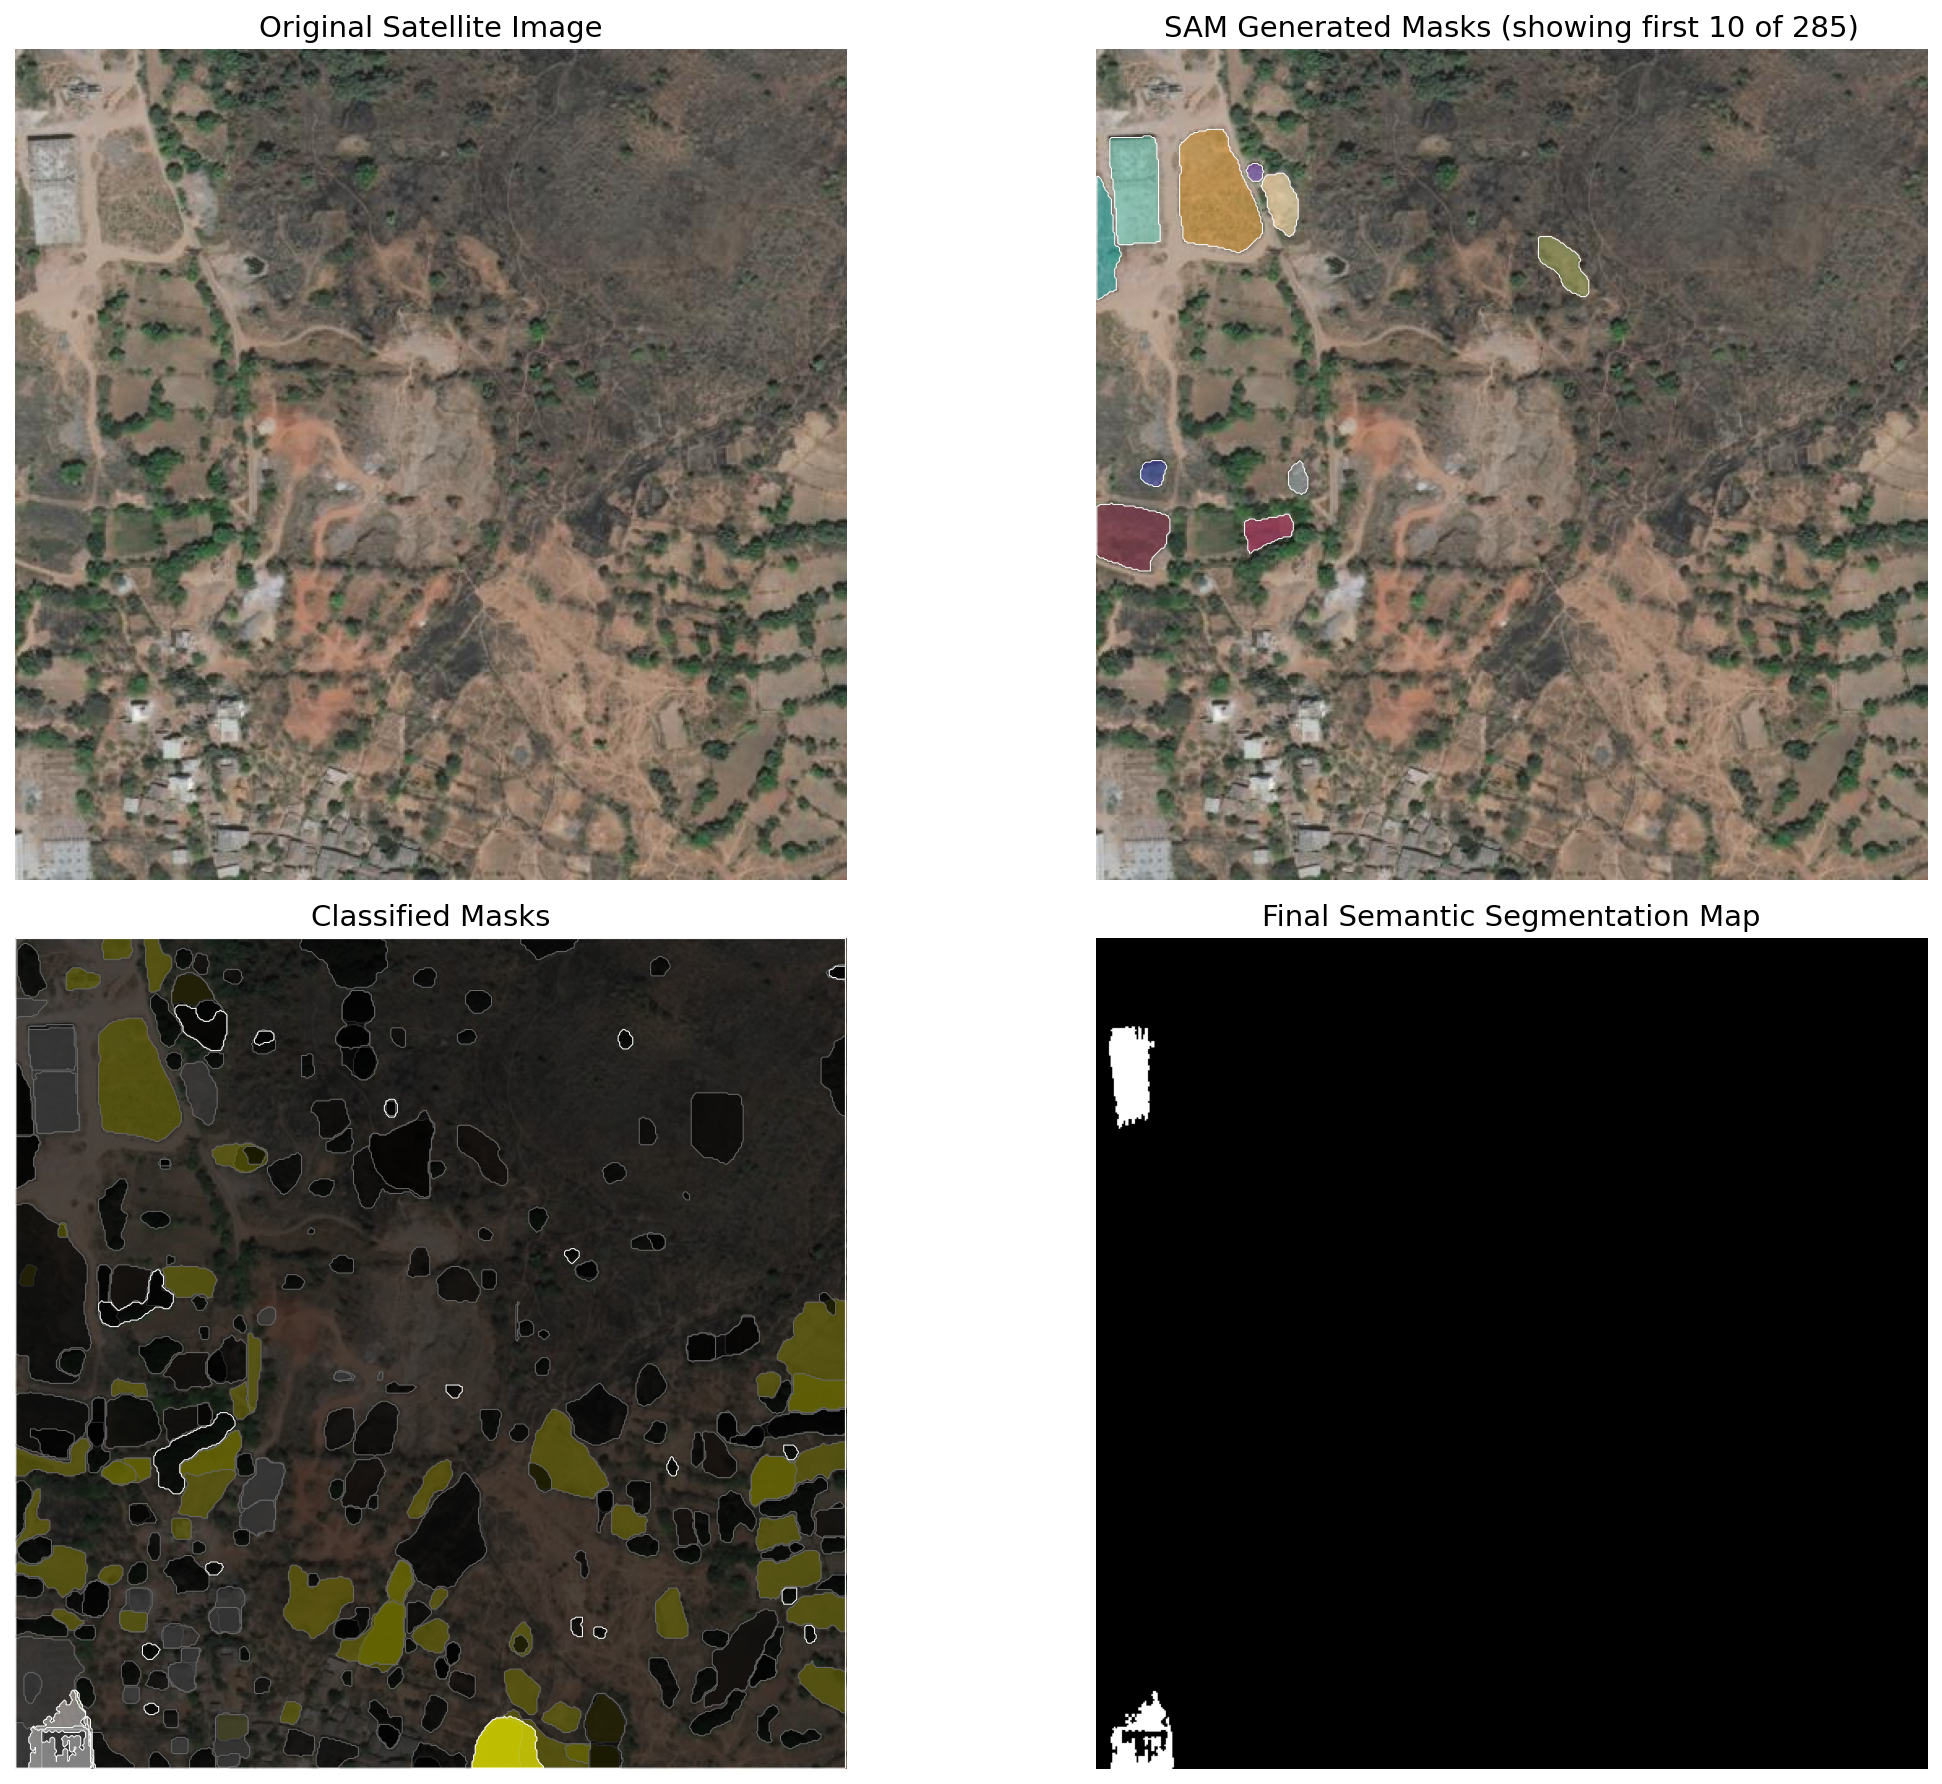 Original Satellite Image
SAM Generated Masks (showing first 10 of 285)
Classified Masks
Final Semantic Segmentation Map